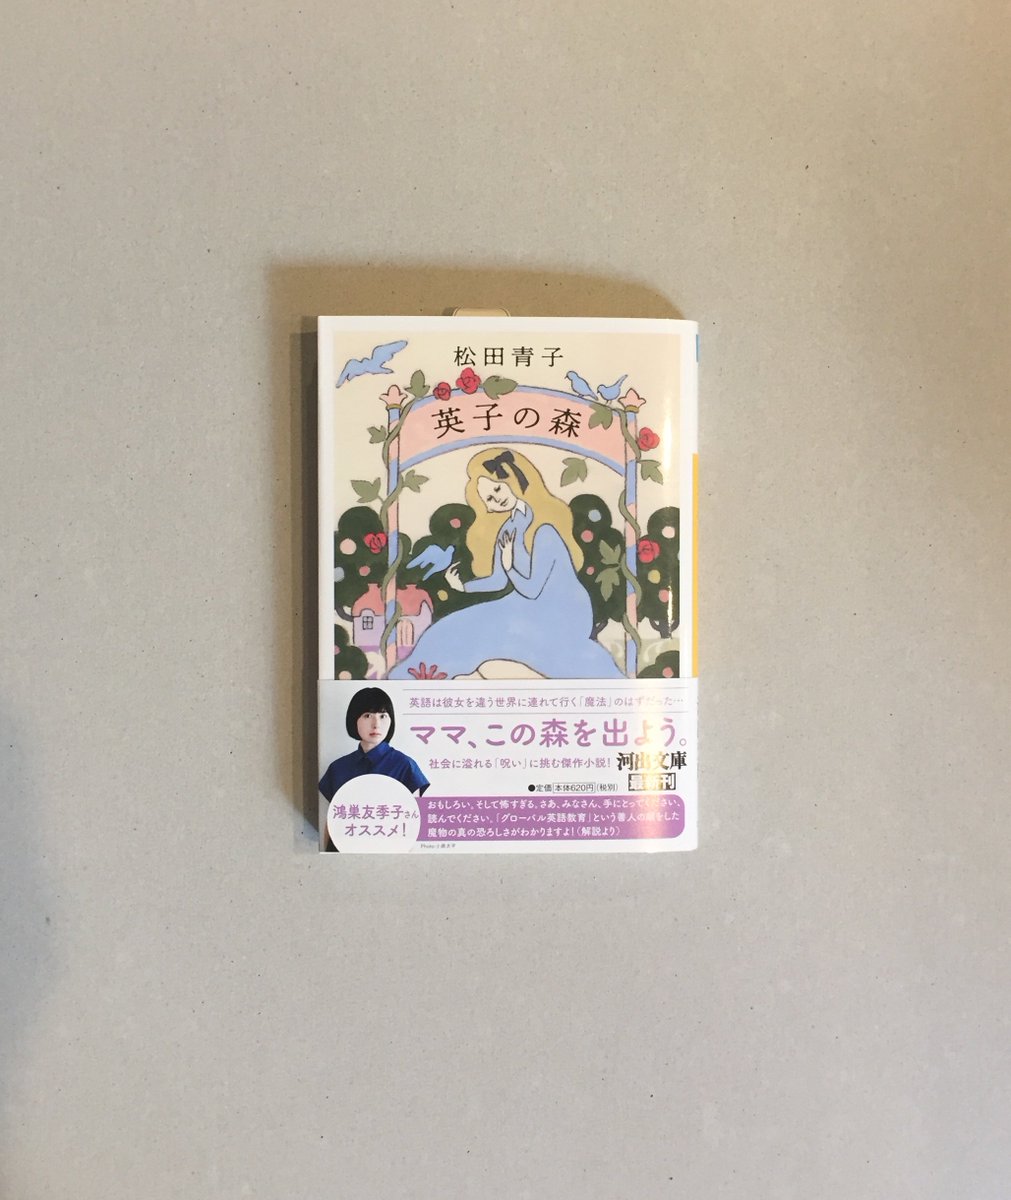 松田青子
英子の森
英語は彼女を違う世界に連れて行く「魔法」のはずだった…
ママ、この森を出よう。
社会に溢れる「呪い」に挑む傑作小説！
河出文庫
最新刊
●定価 本体620円(税別)
鴻巣友季子さん
オススメ！
おもしろい。そして怖すぎる。さあ、みなさん、手にとってください、
読んでください。「グローバル英語教育」という善人の顔をした
魔物の真の恐ろしさがわかりますよ！（解説より）